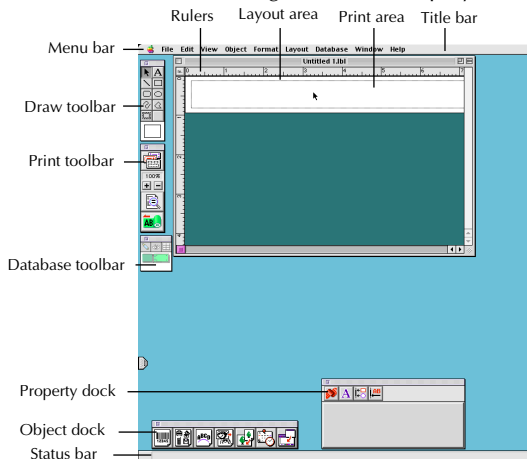 Rulers Layout area Print area Title bar
Menu bar
File Edit View Object Format Layout Database Window Help
Untitled 1.lbl
Draw toolbar
Print toolbar
100%
Database toolbar
Property dock
Object dock
Status bar